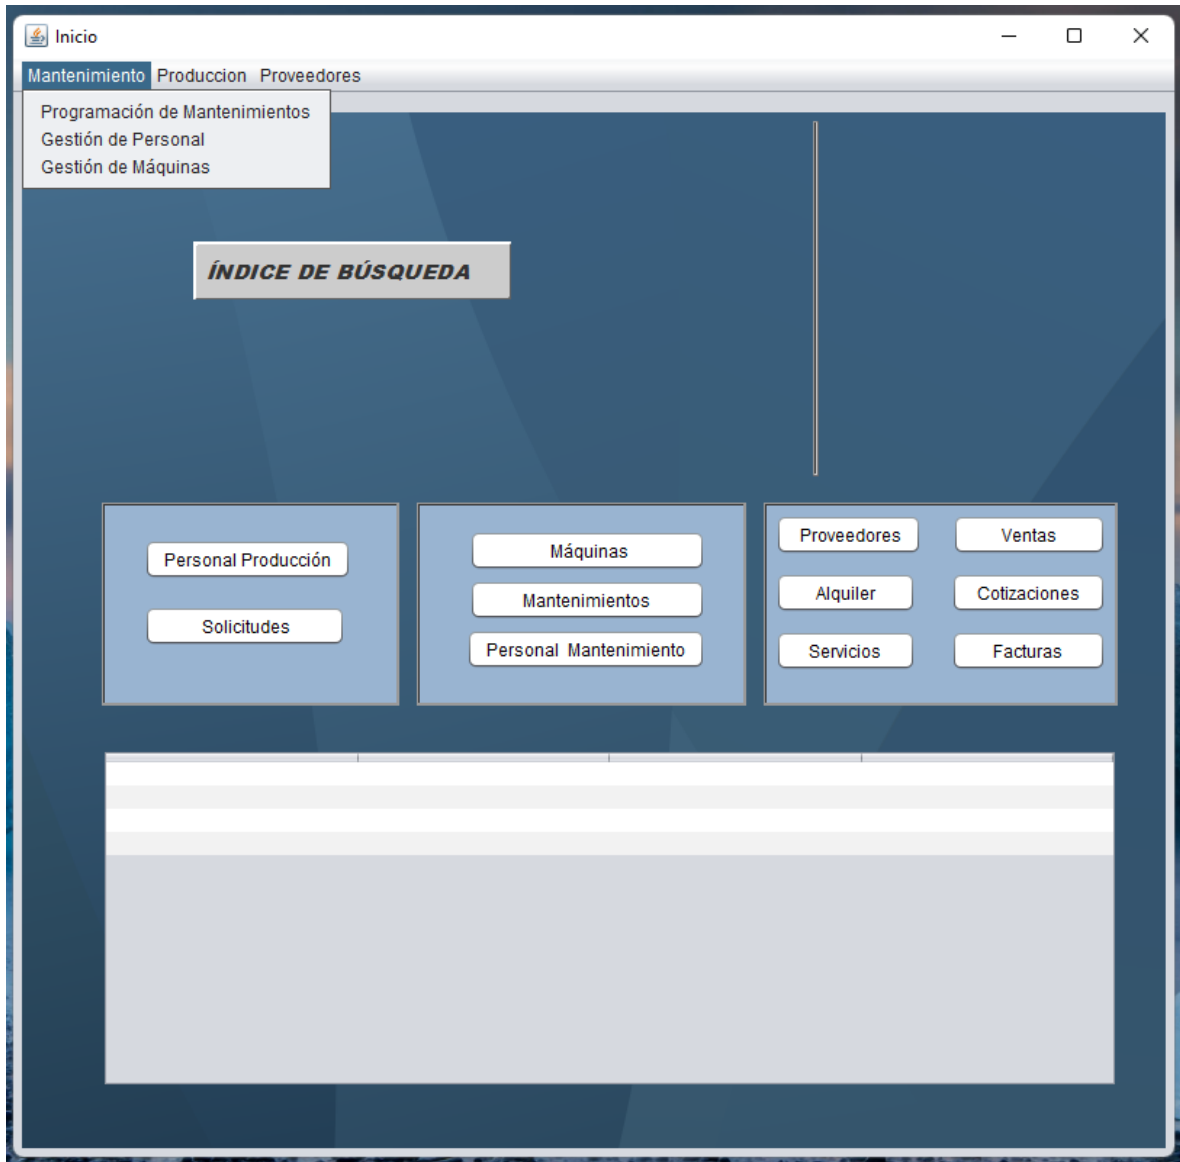 Inicio
Mantenimiento Produccion Proveedores
Programación de Mantenimientos
Gestión de Personal
Gestión de Máquinas
ÍNDICE DE BÚSQUEDA
Personal Producción
Solicitudes
Máquinas
Mantenimientos
Personal Mantenimiento
Proveedores Ventas
Alquiler Cotizaciones
Servicios Facturas